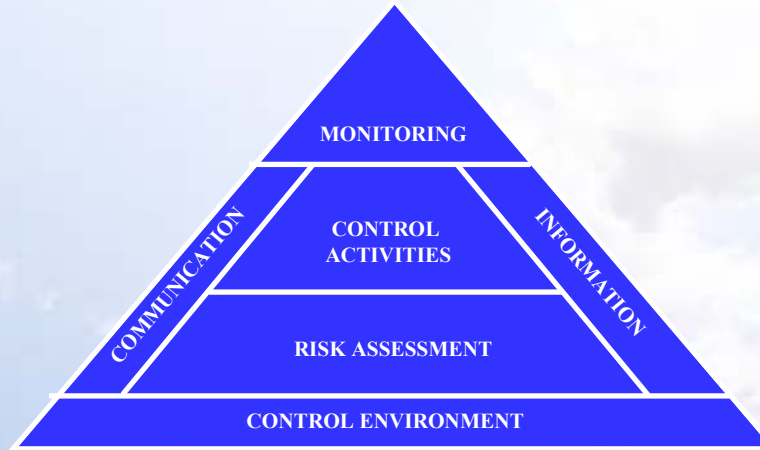 MONITORING
COMMUNICATION
CONTROL
ACTIVITIES
INFORMATION
RISK ASSESSMENT
CONTROL ENVIRONMENT